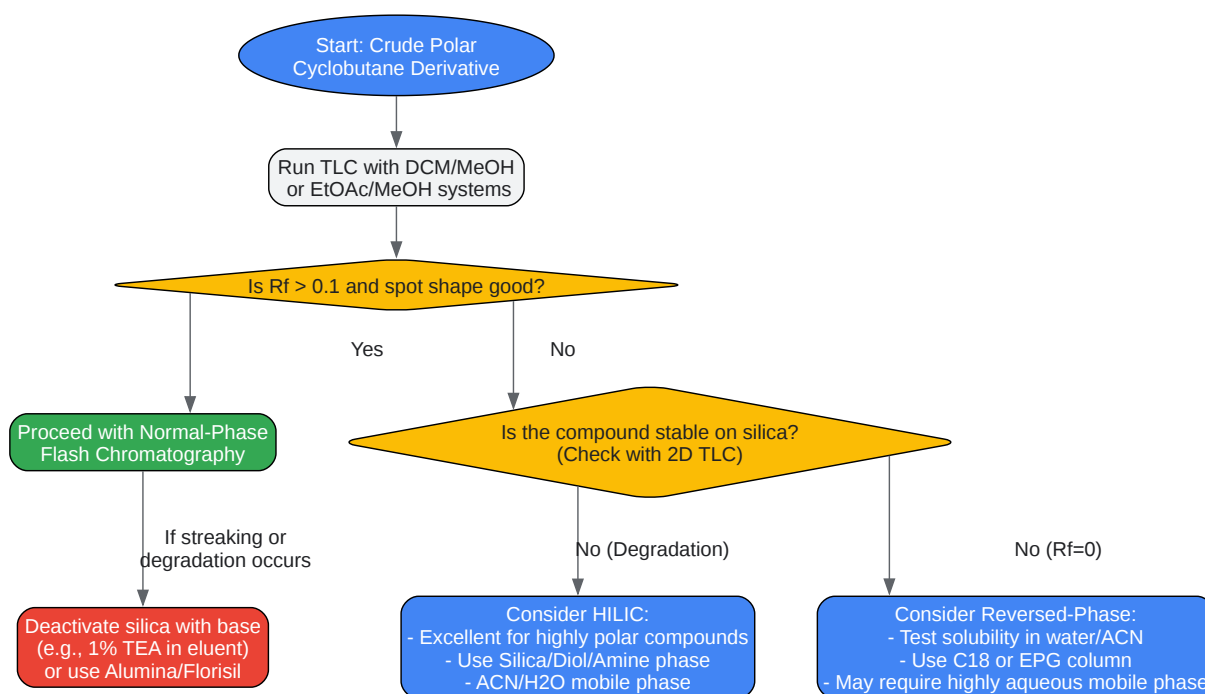 Start: Crude Polar
Cyclobutane Derivative
Run TLC with DCM/MeOH
or EtOAc/MeOH systems
Is Rf > 0.1 and spot shape good?
Yes
No
Proceed with Normal-Phase
Flash Chromatography
Is the compound stable on silica?
(Check with 2D TLC)
If streaking or
degradation occurs
No (Degradation)
No (Rf=0)
Deactivate silica with base
(e.g., 1% TEA in eluent)
or use Alumina/Florisil
Consider HILIC:
- Excellent for highly polar compounds
- Use Silica/Diol/Amine phase
- ACN/H2O mobile phase
Consider Reversed-Phase:
- Test solubility in water/ACN
- Use C18 or EPG column
- May require highly aqueous mobile phase